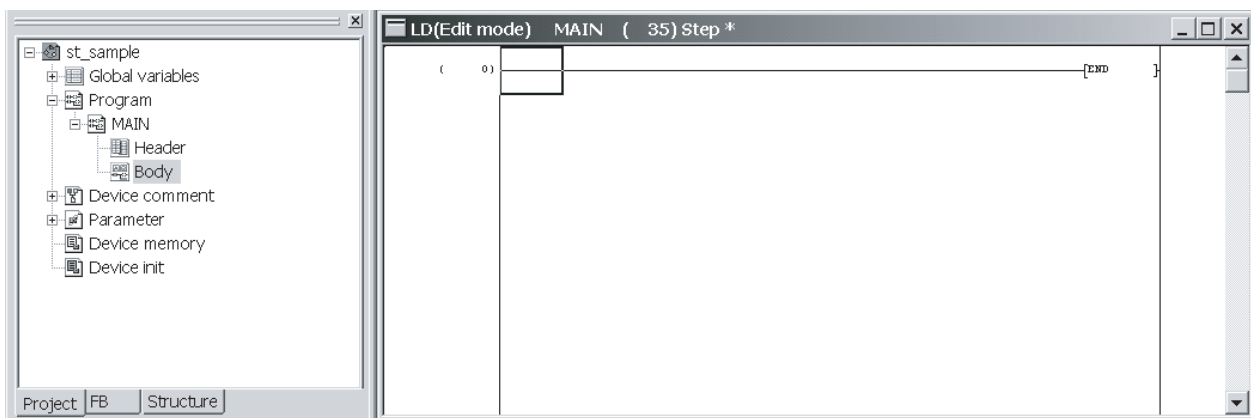 st_sample
Global variables
Program
MAIN
Header
Body
Device comment
Parameter
Device memory
Device init
Project FB Structure
LD(Edit mode) MAIN ( 35) Step *
( 0) [END ]